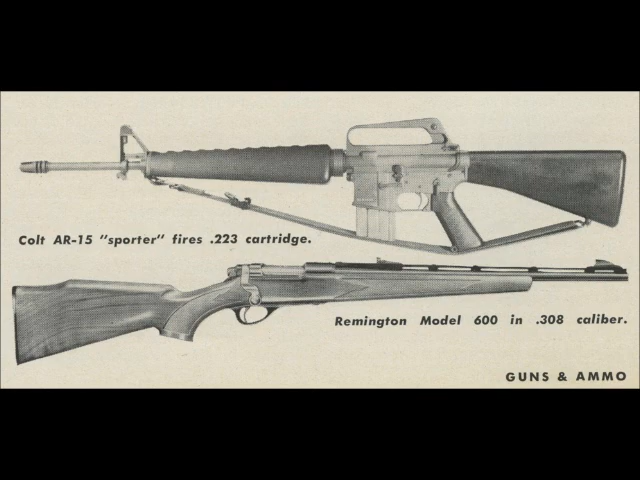 Colt AR-15 "sporter" fires .223 cartridge.
Remington Model 600 in .308 caliber.
GUNS & AMMO